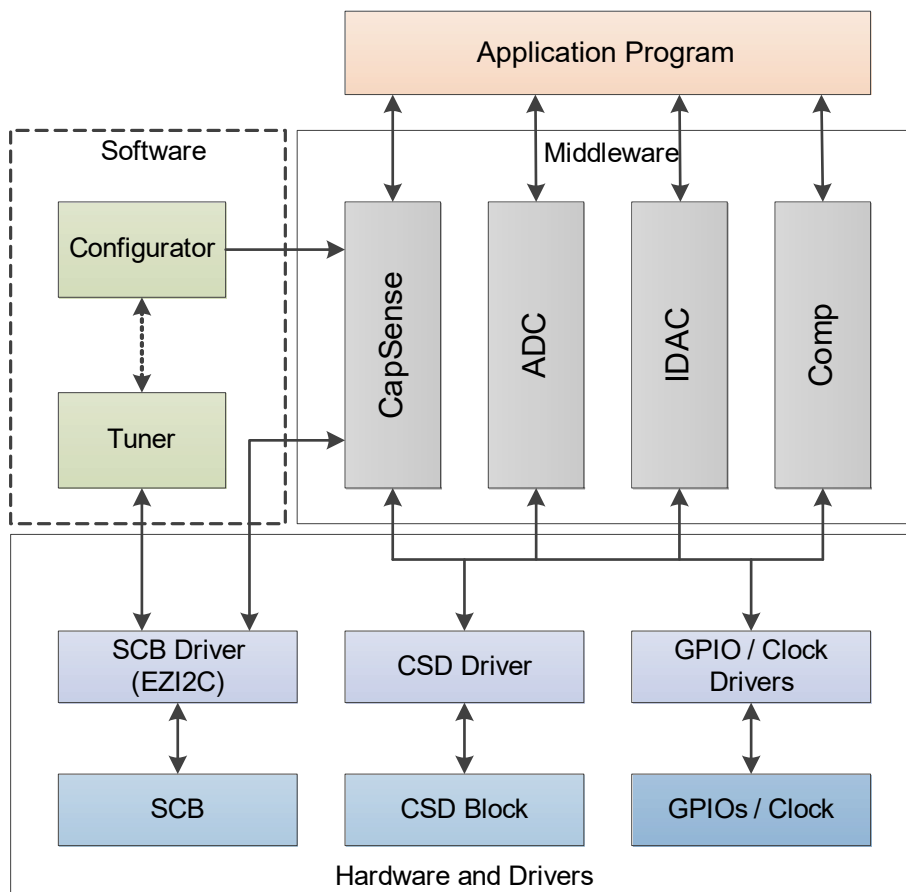 Application Program
Software
Middleware
Configurator
Tuner
CapSense
ADC
IDAC
Comp
SCB Driver
(EZI2C)
CSD Driver
GPIO / Clock
Drivers
SCB
CSD Block
GPIOs / Clock
Hardware and Drivers